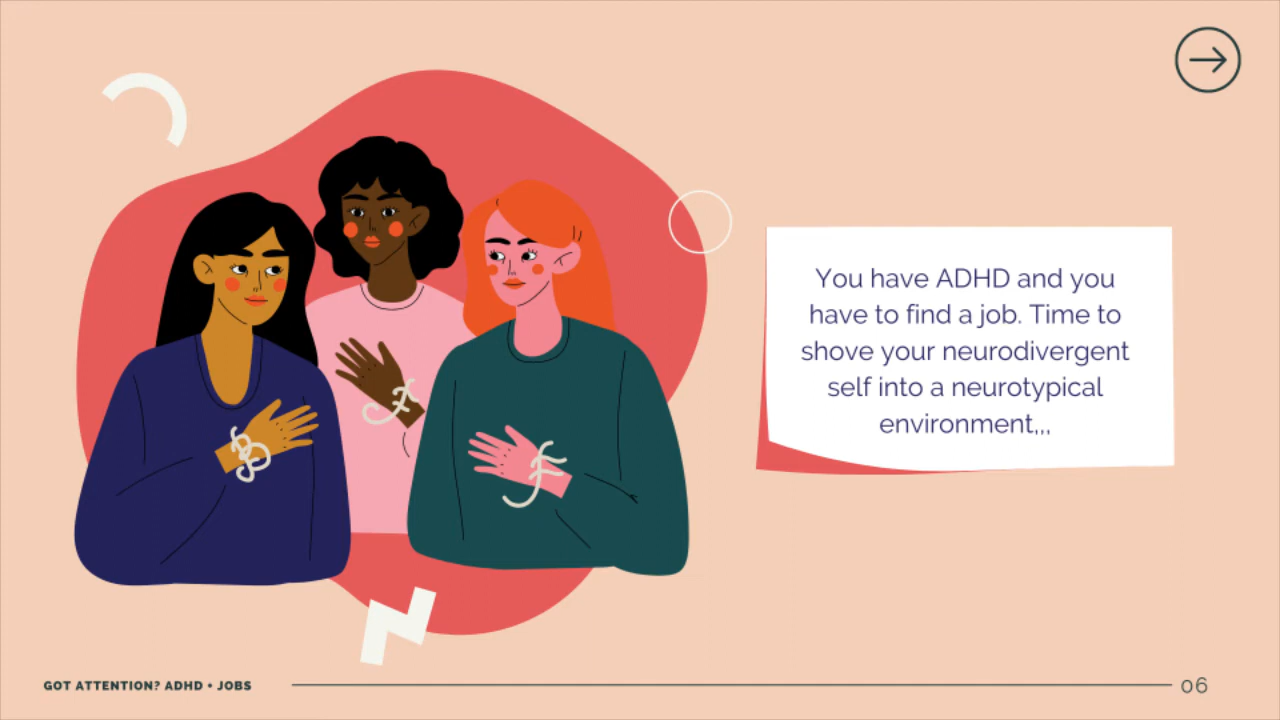 You have ADHD and you
have to find a job. Time to
shove your neurodivergent
self into a neurotypical
environment,,,
B
F
GOT ATTENTION? ADHD • JOBS
06